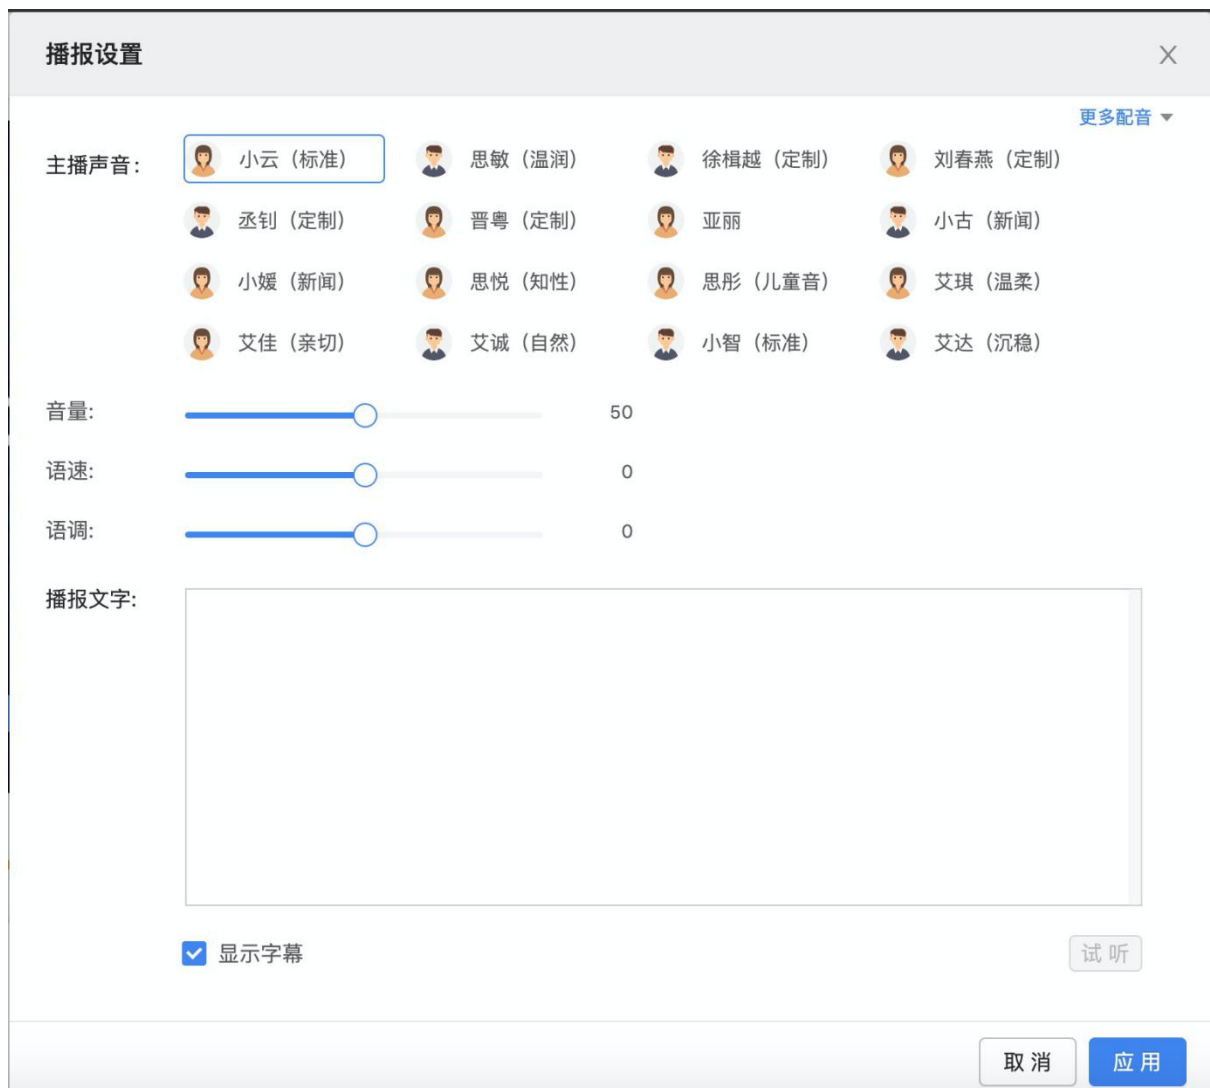 播报设置
更多配音
主播声音：
小云（标准） 思敏（温润） 徐楫越（定制） 刘春燕（定制）
丞钊（定制） 晋粤（定制） 亚丽 小古（新闻）
小媛（新闻） 思悦（知性） 思彤（儿童音） 艾琪（温柔）
艾佳（亲切） 艾诚（自然） 小智（标准） 艾达（沉稳）
音量: 50
语速: 0
语调: 0
播报文字:
显示字幕 试听
取消 应用